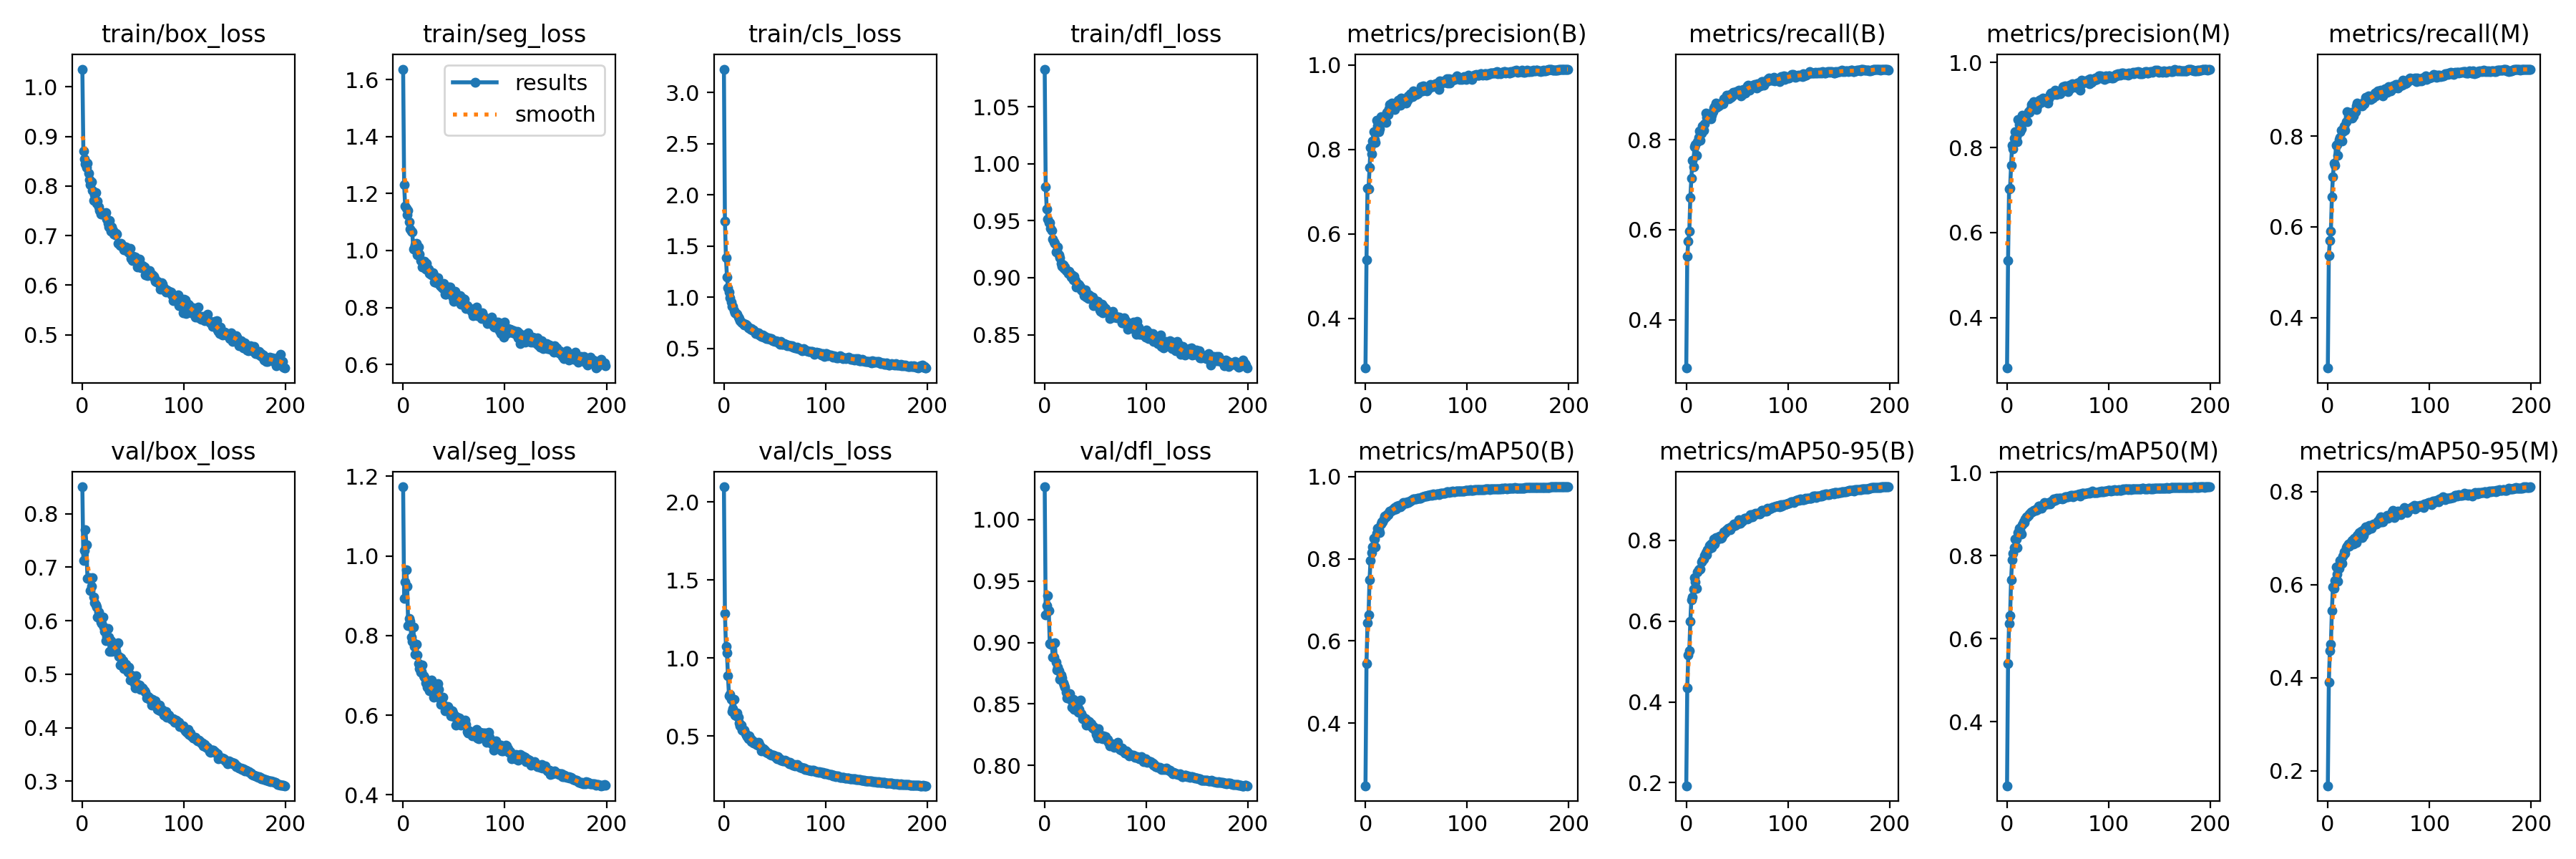 train/box_loss
train/seg_loss
train/cls_loss
train/dfl_loss
metrics/precision(B)
metrics/recall(B)
metrics/precision(M)
metrics/recall(M)
1.0
0.9
0.8
0.7
0.6
0.5
0 100 200
1.6
1.4
1.2
1.0
0.8
0.6
results
smooth
0 100 200
3.0
2.5
2.0
1.5
1.0
0.5
0 100 200
1.05
1.00
0.95
0.90
0.85
0 100 200
1.0
0.8
0.6
0.4
0 100 200
0.8
0.6
0.4
0 100 200
1.0
0.8
0.6
0.4
0 100 200
0.8
0.6
0.4
0 100 200
val/box_loss
val/seg_loss
val/cls_loss
val/dfl_loss
metrics/mAP50(B)
metrics/mAP50-95(B)
metrics/mAP50(M)
metrics/mAP50-95(M)
0.8
0.7
0.6
0.5
0.4
0.3
0 100 200
1.2
1.0
0.8
0.6
0.4
0 100 200
2.0
1.5
1.0
0.5
0 100 200
1.00
0.95
0.90
0.85
0.80
0 100 200
1.0
0.8
0.6
0.4
0 100 200
0.8
0.6
0.4
0.2
0 100 200
1.0
0.8
0.6
0.4
0 100 200
0.8
0.6
0.4
0.2
0 100 200